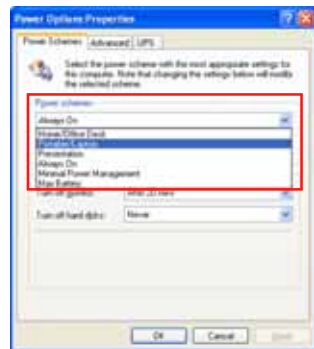 Power Options Properties
Power Schemes Advanced UPS
Select the power scheme with the most appropriate settings for
this computer. Note that changing the settings below will modify
the selected scheme.
Power schemes
Always On
Home/Office Desk
Portable/Laptop
Presentation
Always On
Minimal Power Management
Max Battery
Turn off monitor: After 20 mins
Turn off hard disks: Never
OK Cancel Apply